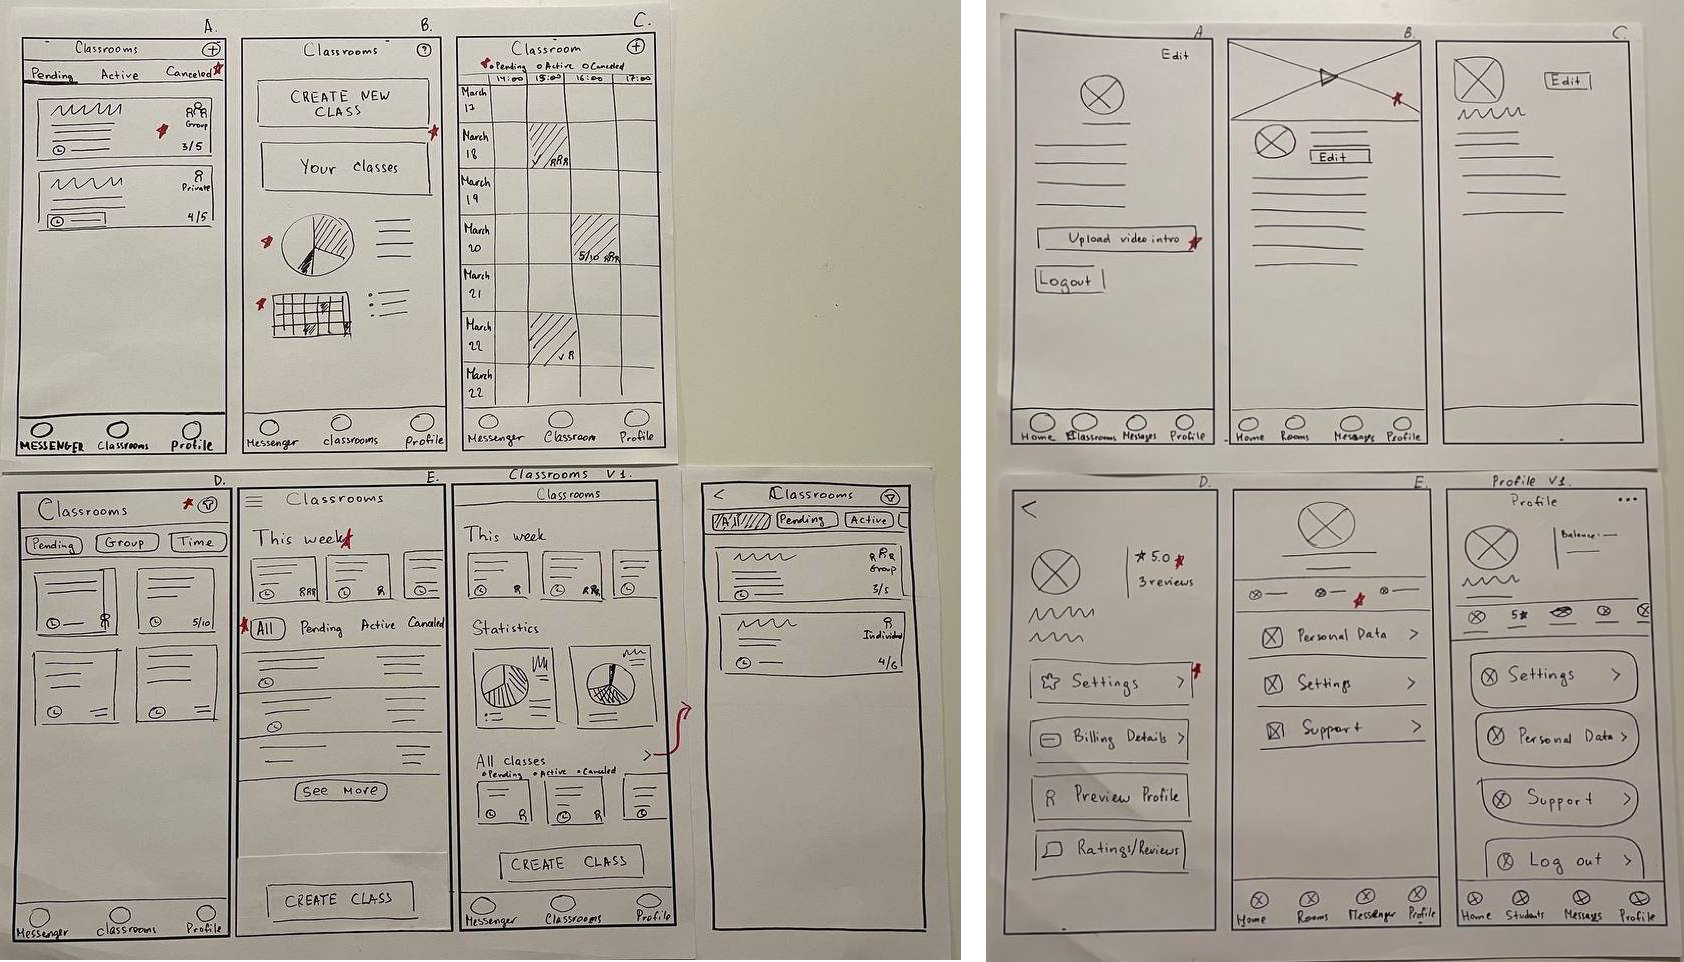 A.
Classrooms
Pending Active Canceled
Group
3/5
Private
4/5
MESSENGER Classrooms Profile
B.
Classrooms ?
CREATE NEW
CLASS
Your classes
Messenger classrooms Profile
C.
Classroom
Pending Active Canceled
14:00 15:00 16:00 17:00
March
17
March
18
March
19
March
20
5/10
March
21
March
22
March
22
Messenger Classroom Profile
D.
Classrooms
Pending Group Time
5/10
Messenger classrooms Profile
E.
Classrooms
This week
All Pending Active Canceled
See More
CREATE CLASS
Classrooms V1.
Classrooms
This week
Statistics
All classes >
Pending Active Canceled
CREATE CLASS
Messenger Classrooms Profile
< Classrooms
All Pending Active
Group
3/5
Individual
4/6
A.
Edit
Upload video intro
Logout
Home Classrooms Messages Profile
B.
Edit
Home Rooms Messages Profile
C.
Edit
D.
<
5.0
3 reviews
Settings >
Billing Details >
Preview Profile
Ratings/Reviews
E.
Personal Data >
Settings >
Support >
Home Rooms Messenger Profile
Profile V1.
Profile ...
Balance:
5
Settings >
Personal Data >
Support >
Log out >
Home Students Messages Profile